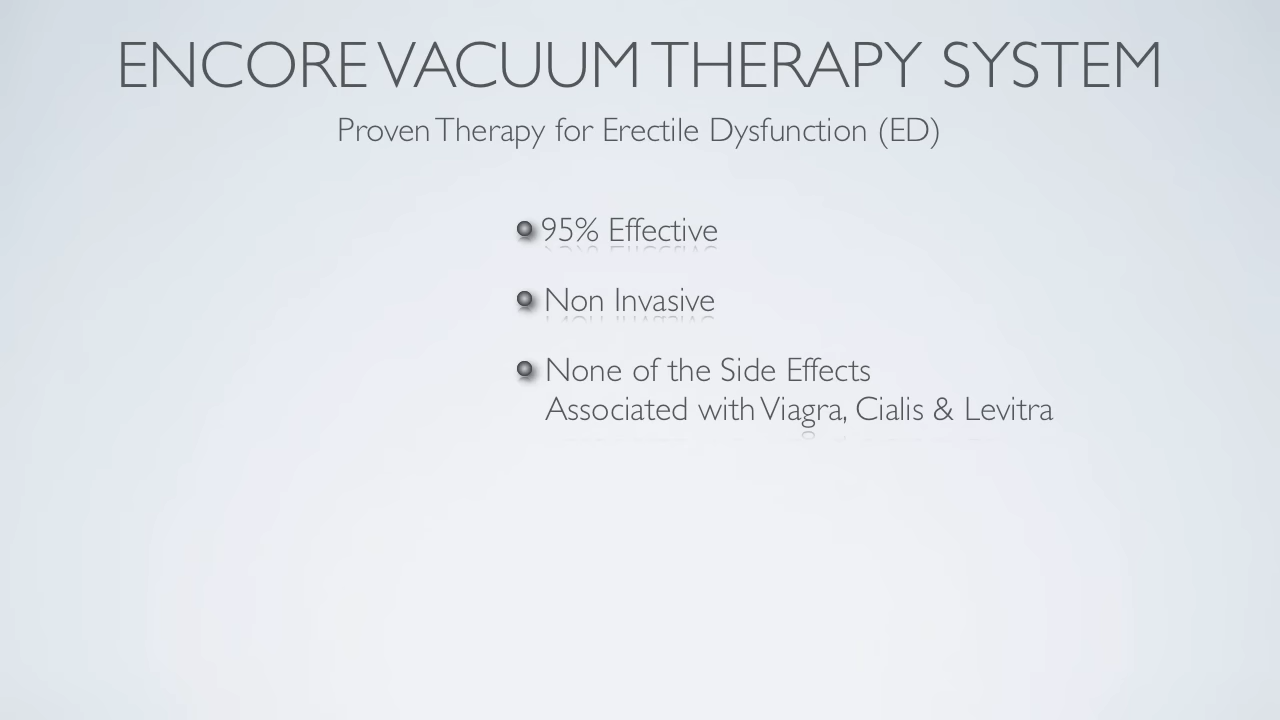 ENCORE VACUUM THERAPY SYSTEM
Proven Therapy for Erectile Dysfunction (ED)
95% Effective
Non Invasive
None of the Side Effects
Associated with Viagra, Cialis & Levitra